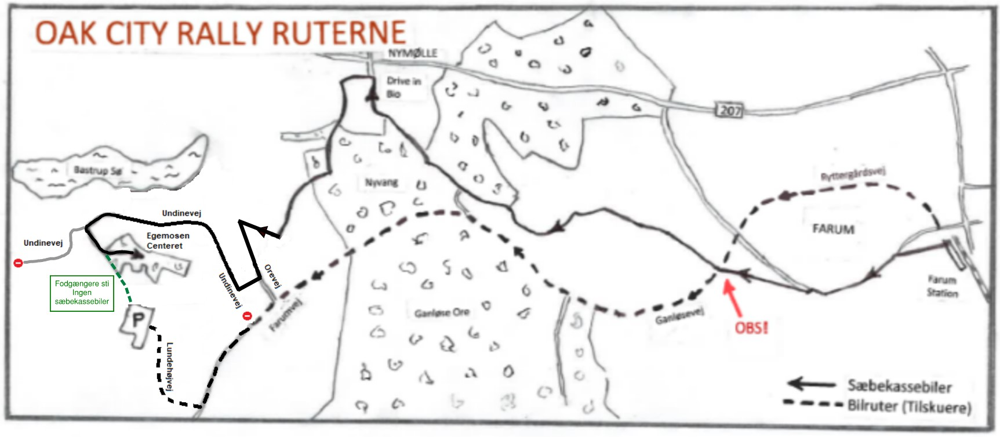 OAK CITY RALLY RUTERNE
NYMØLLE
Drive in
Bio
207
Bastrup Sø
Nyvang
Ryttergårdsvej
FARUM
Undinevej
Egemosen
Centeret
Undinevej
Orevej
Undinevej
Farum
Station
Fodgængere sti
Ingen
sæbekassebiler
P
Farumvej
Ganløse Ore
Ganløsevej
OBS!
Lundehøjvej
Sæbekassebiler
Bilruter (Tilskuere)